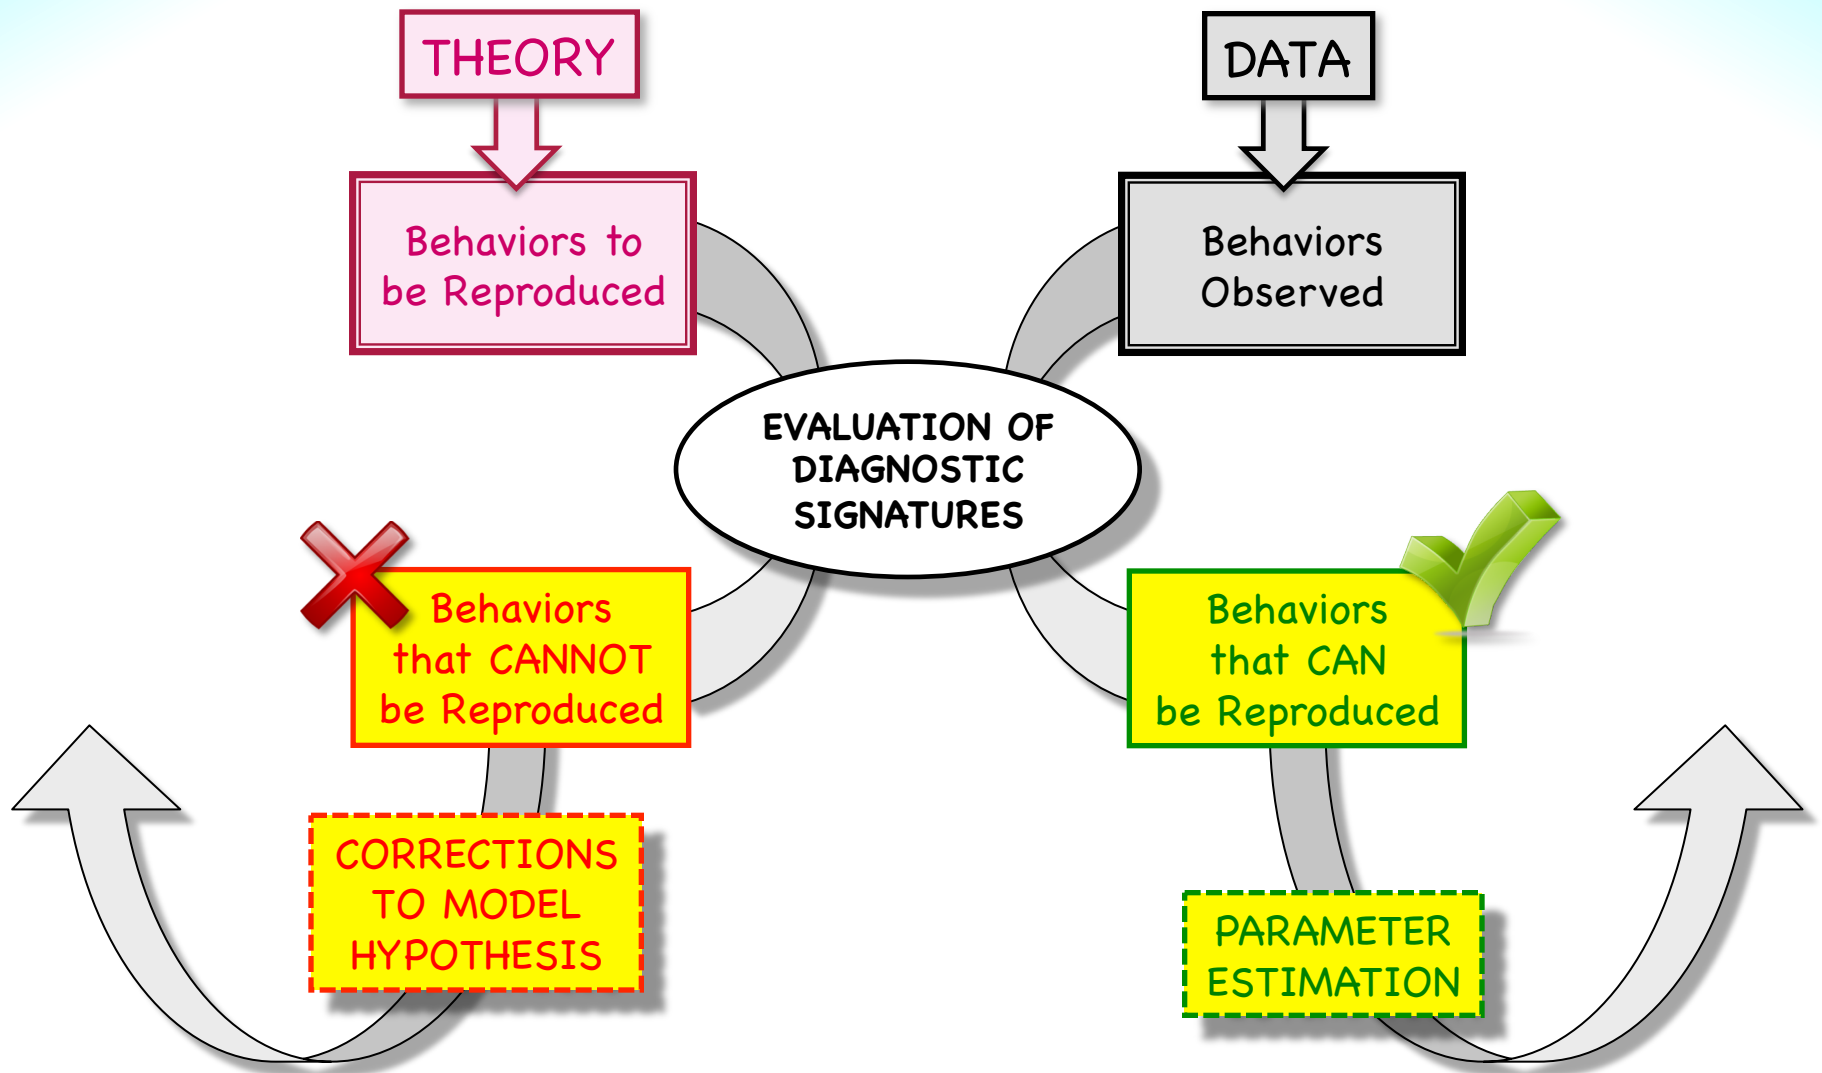 THEORY
DATA
Behaviors to
be Reproduced
Behaviors
Observed
EVALUATION OF
DIAGNOSTIC
SIGNATURES
Behaviors
that CANNOT
be Reproduced
Behaviors
that CAN
be Reproduced
CORRECTIONS
TO MODEL
HYPOTHESIS
PARAMETER
ESTIMATION